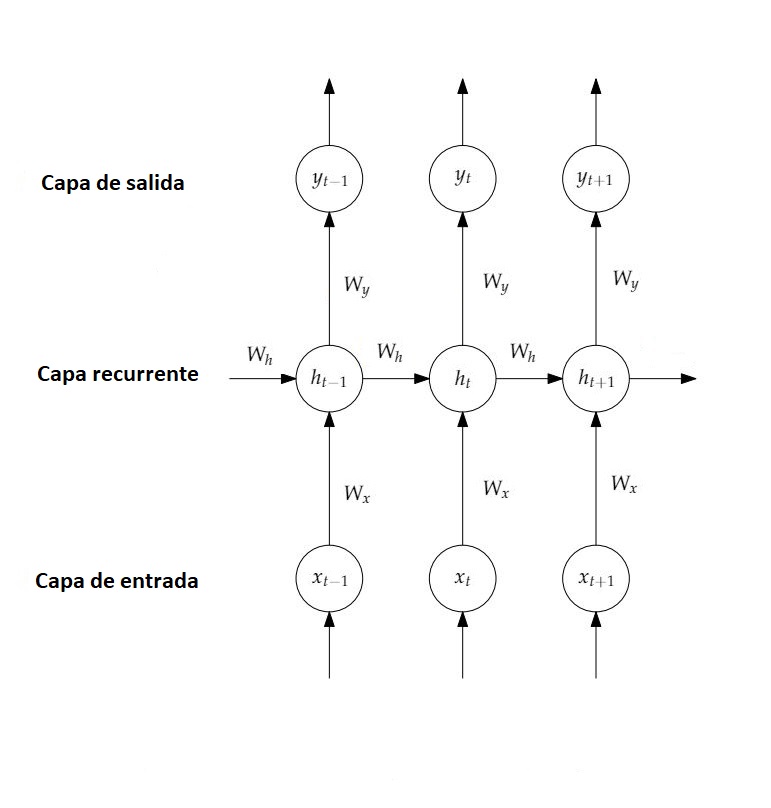 Capa de salida
y_{t−1}
y_t
y_{t+1}
W_y
W_y
W_y
Capa recurrente
W_h
h_{t−1}
W_h
h_t
W_h
h_{t+1}
W_x
W_x
W_x
Capa de entrada
x_{t−1}
x_t
x_{t+1}